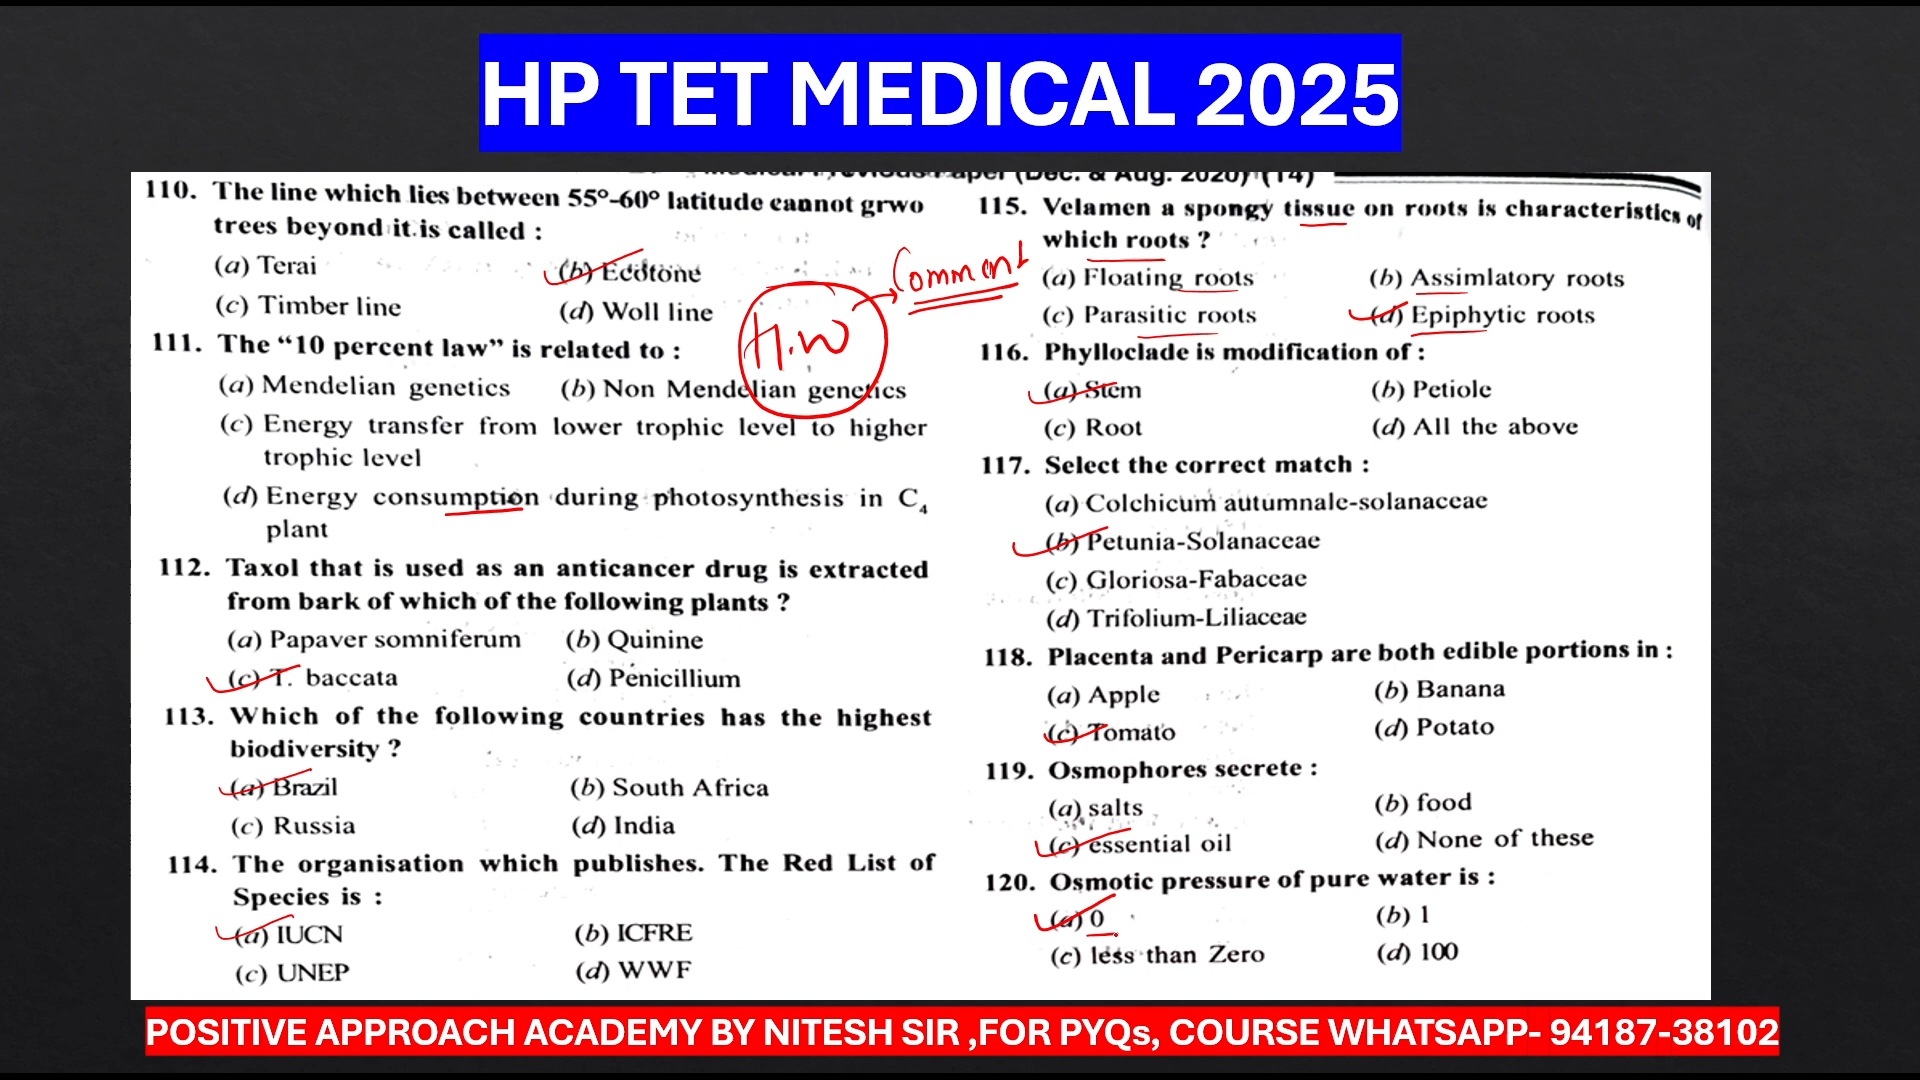 HP TET MEDICAL 2025
Medical Previous Paper (Dec. & Aug. 2020) (14)
110. The line which lies between 55°-60° latitude cannot grwo
trees beyond it is called :
(a) Terai (b) Ecotone
(c) Timber line (d) Woll line
H.W
Comment
111. The “10 percent law” is related to :
(a) Mendelian genetics (b) Non Mendelian genetics
(c) Energy transfer from lower trophic level to higher
trophic level
(d) Energy consumption during photosynthesis in C₄
plant
112. Taxol that is used as an anticancer drug is extracted
from bark of which of the following plants ?
(a) Papaver somniferum (b) Quinine
(c) T. baccata (d) Penicillium
113. Which of the following countries has the highest
biodiversity ?
(a) Brazil (b) South Africa
(c) Russia (d) India
114. The organisation which publishes. The Red List of
Species is :
(a) IUCN (b) ICFRE
(c) UNEP (d) WWF
115. Velamen a spongy tissue on roots is characteristics of
which roots ?
(a) Floating roots (b) Assimlatory roots
(c) Parasitic roots (d) Epiphytic roots
116. Phylloclade is modification of :
(a) Stem (b) Petiole
(c) Root (d) All the above
117. Select the correct match :
(a) Colchicum autumnale-solanaceae
(b) Petunia-Solanaceae
(c) Gloriosa-Fabaceae
(d) Trifolium-Liliaceae
118. Placenta and Pericarp are both edible portions in :
(a) Apple (b) Banana
(c) Tomato (d) Potato
119. Osmophores secrete :
(a) salts (b) food
(c) essential oil (d) None of these
120. Osmotic pressure of pure water is :
(a) 0 (b) 1
(c) less than Zero (d) 100
POSITIVE APPROACH ACADEMY BY NITESH SIR ,FOR PYQs, COURSE WHATSAPP- 94187-38102